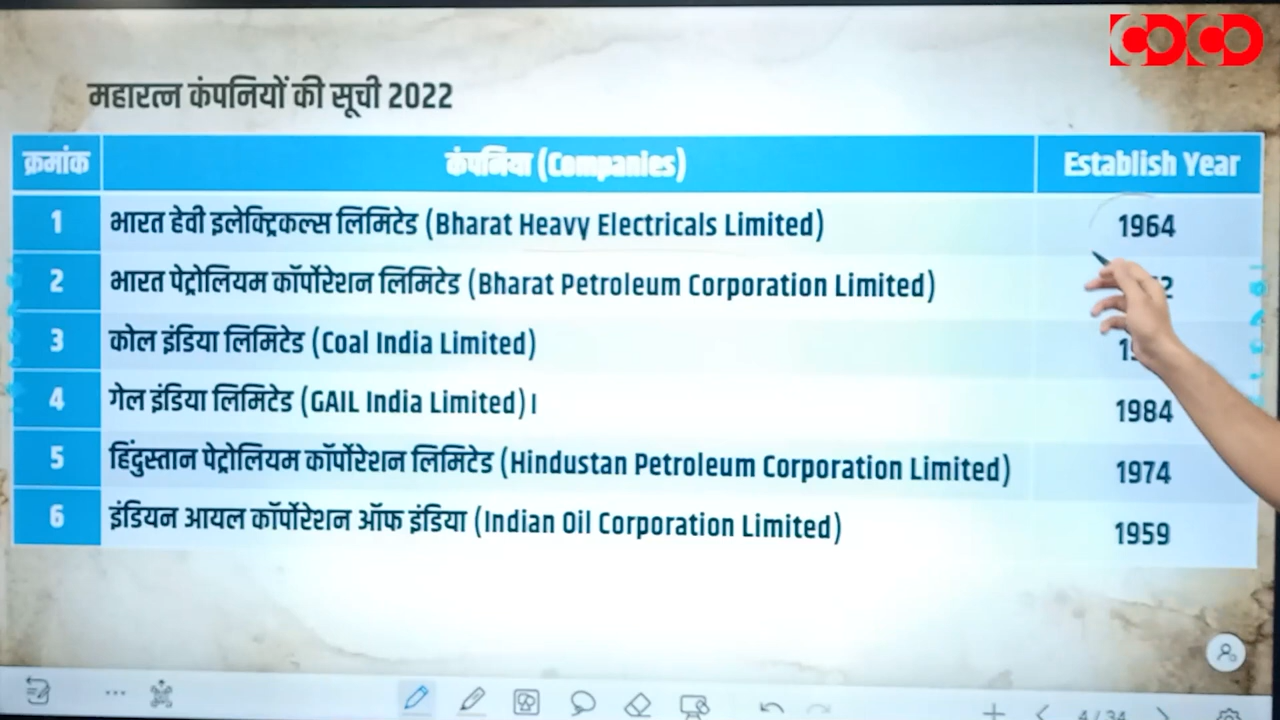 महारत्न कंपनियों की सूची 2022
क्रमांक कंपनिया (Companies) Establish Year
1 भारत हेवी इलेक्ट्रिकल्स लिमिटेड (Bharat Heavy Electricals Limited) 1964
2 भारत पेट्रोलियम कॉर्पोरेशन लिमिटेड (Bharat Petroleum Corporation Limited)
3 कोल इंडिया लिमिटेड (Coal India Limited)
4 गेल इंडिया लिमिटेड (GAIL India Limited)। 1984
5 हिंदुस्तान पेट्रोलियम कॉर्पोरेशन लिमिटेड (Hindustan Petroleum Corporation Limited) 1974
6 इंडियन आयल कॉर्पोरेशन ऑफ इंडिया (Indian Oil Corporation Limited) 1959
4 / 34